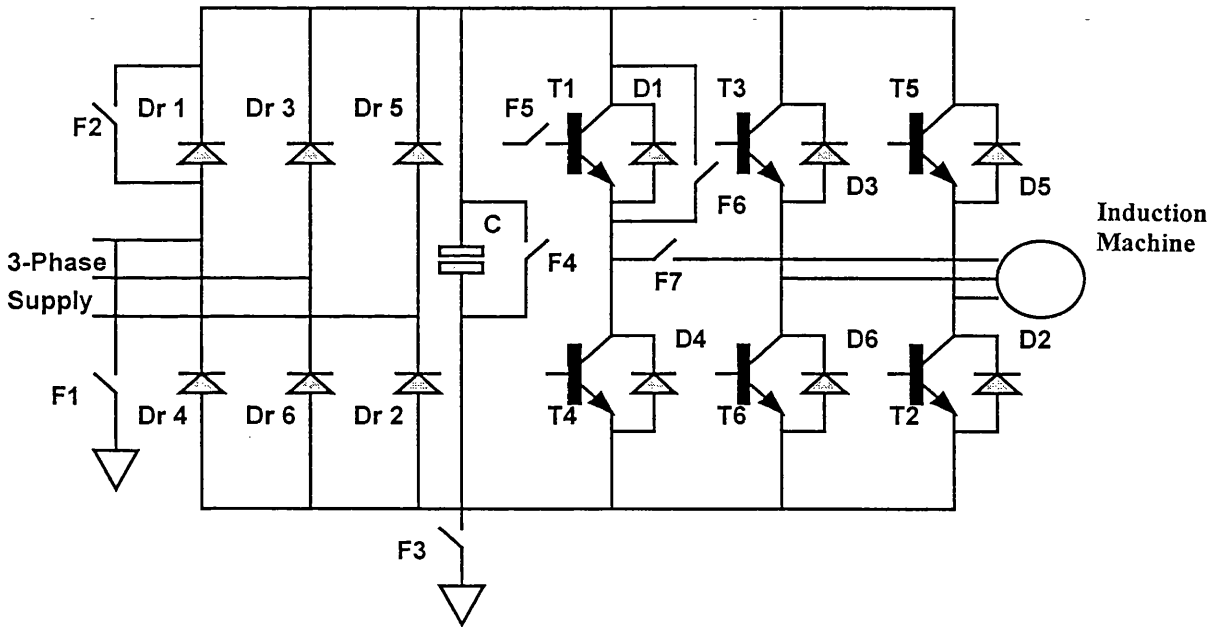 T1 D1 T3 T5
Dr 1 Dr 3 Dr 5
F5
F2
D3 D5
F6
C
Induction
Machine
3-Phase
Supply
F4
F7
D4 D6 D2
F1
Dr 4 Dr 6 Dr 2
T4 T6 T2
F3